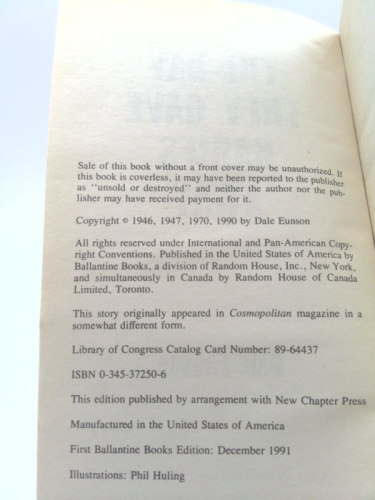 Sale of this book without a front cover may be unauthorized. If
this book is coverless, it may have been reported to the publisher
as "unsold or destroyed" and neither the author nor the pub-
lisher may have received payment for it.
Copyright © 1946, 1947, 1970, 1990 by Dale Eunson
All rights reserved under International and Pan-American Copy-
right Conventions. Published in the United States of America by
Ballantine Books, a division of Random House, Inc., New York,
and simultaneously in Canada by Random House of Canada
Limited, Toronto.
This story originally appeared in Cosmopolitan magazine in a
somewhat different form.
Library of Congress Catalog Card Number: 89-64437
ISBN 0-345-37250-6
This edition published by arrangement with New Chapter Press
Manufactured in the United States of America
First Ballantine Books Edition: December 1991
Illustrations: Phil Huling